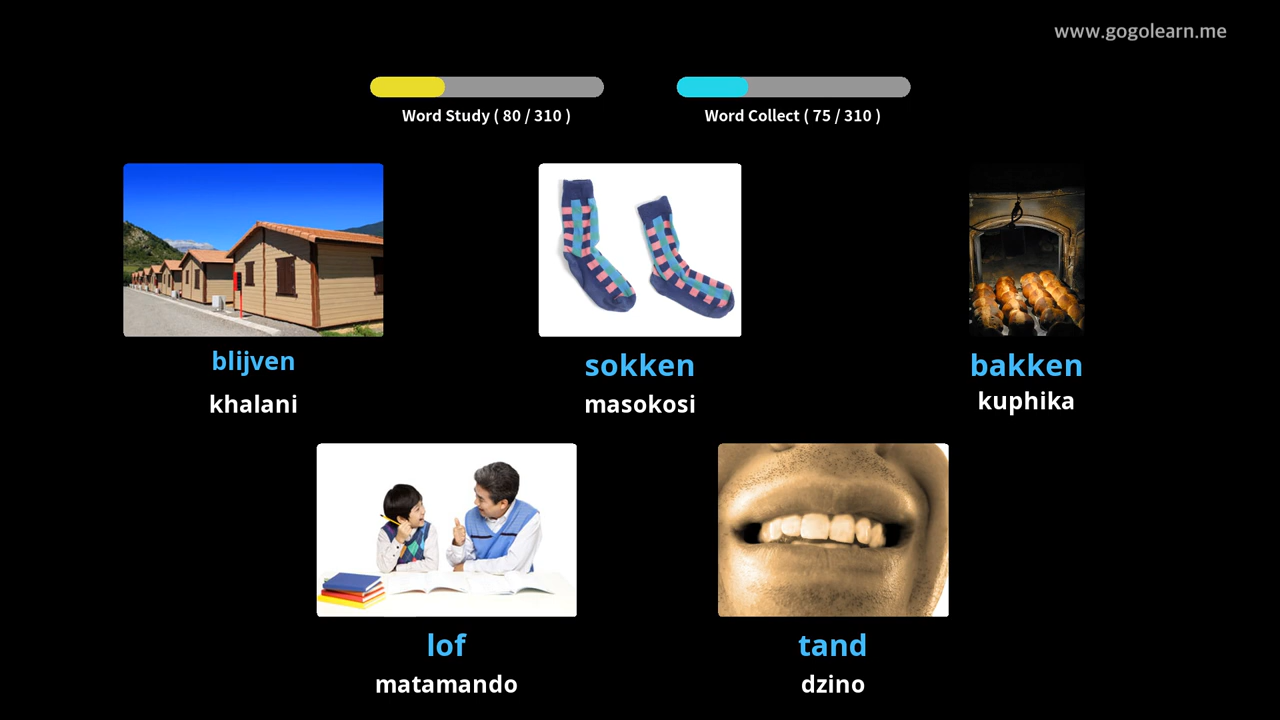 www.gogolearn.me
Word Study ( 80 / 310 )
Word Collect ( 75 / 310 )
blijven
khalani
sokken
masokosi
bakken
kuphika
lof
matamando
tand
dzino